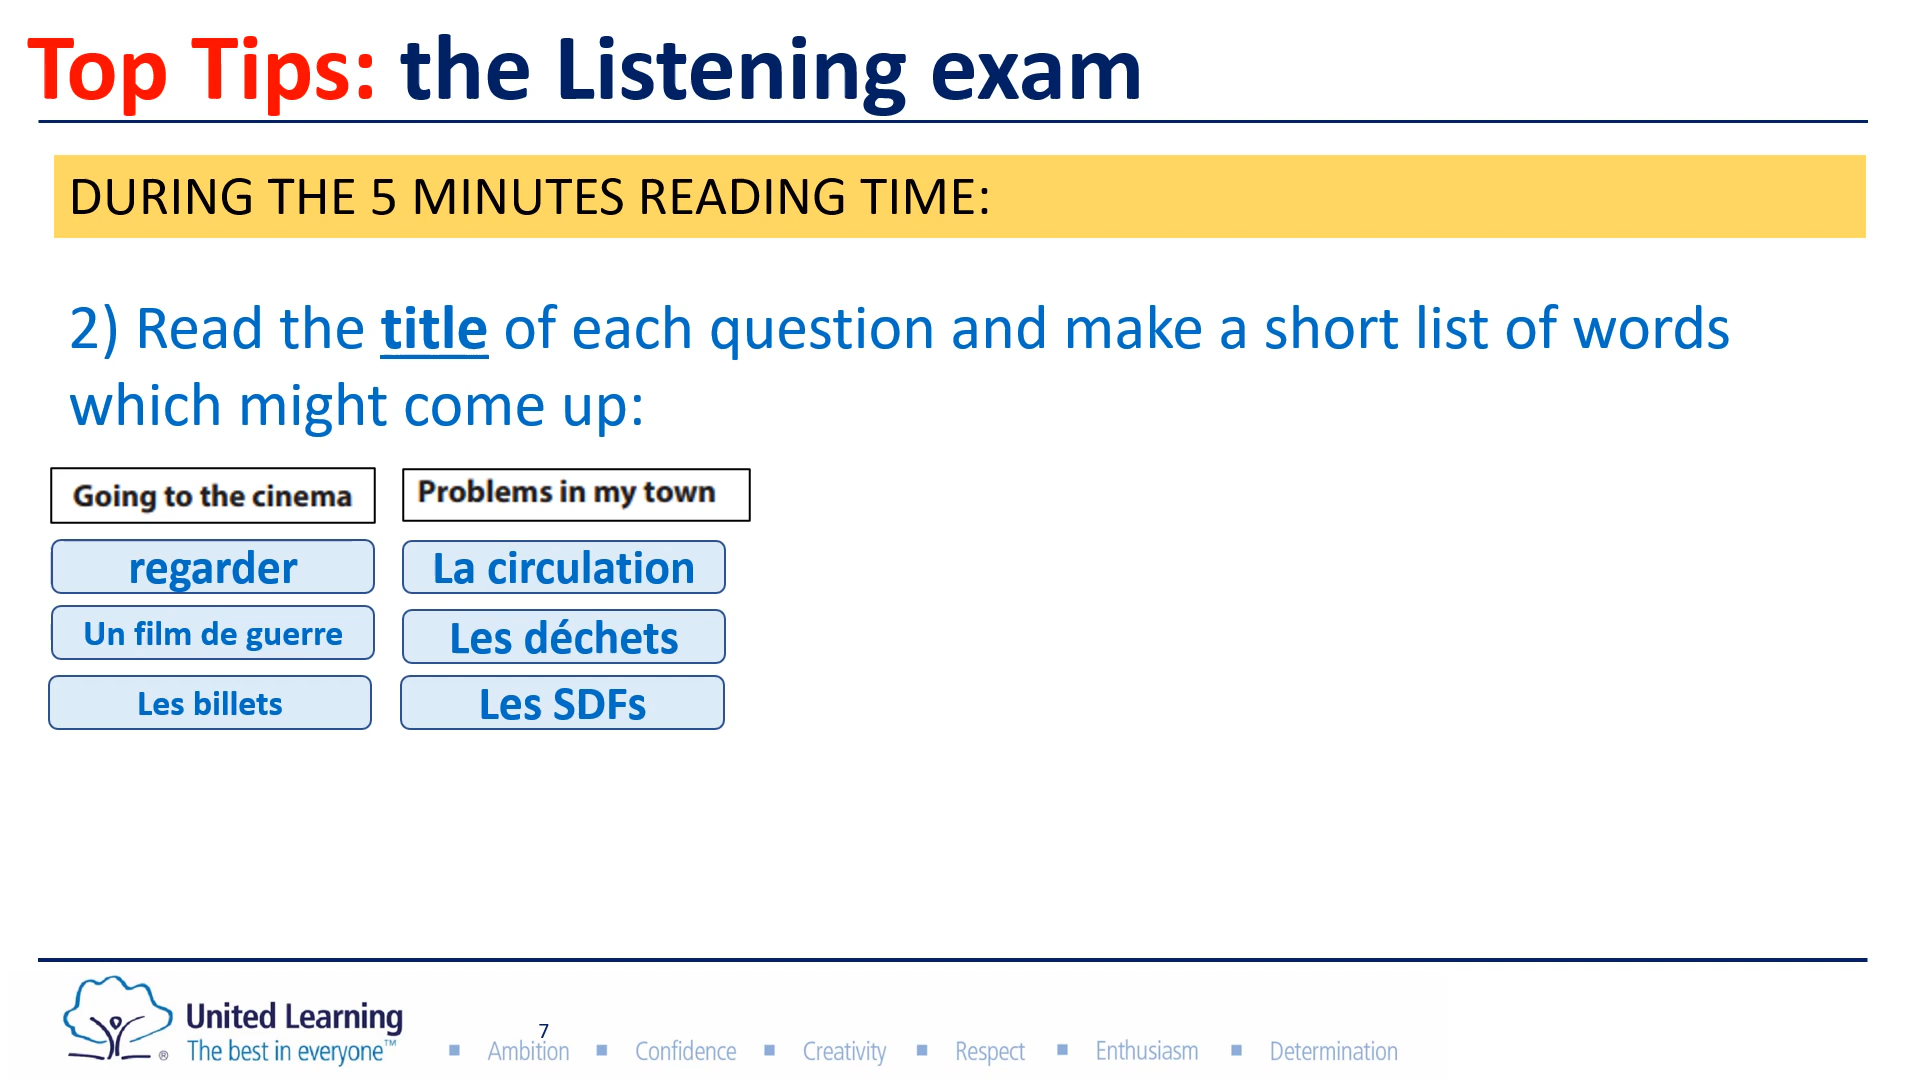 Top Tips: the Listening exam
DURING THE 5 MINUTES READING TIME:
2) Read the title of each question and make a short list of words
which might come up:
Going to the cinema
Problems in my town
regarder
La circulation
Un film de guerre
Les déchets
Les billets
Les SDFs
United Learning
The best in everyone™
®
7
▪ Ambition ▪ Confidence ▪ Creativity ▪ Respect ▪ Enthusiasm ▪ Determination